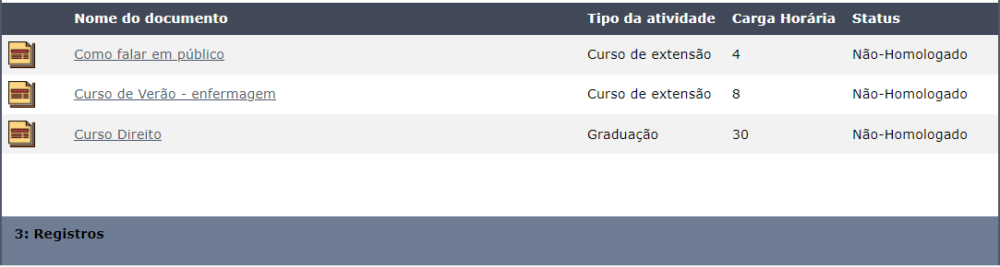 Nome do documento Tipo da atividade Carga Horária Status
Como falar em público Curso de extensão 4 Não-Homologado
Curso de Verão - enfermagem Curso de extensão 8 Não-Homologado
Curso Direito Graduação 30 Não-Homologado
3: Registros